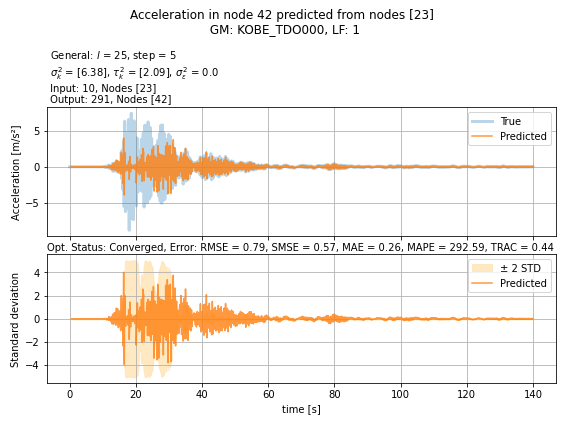 Acceleration in node 42 predicted from nodes [23]
GM: KOBE_TDO000, LF: 1
General: l = 25, step = 5
σ²ₖ = [6.38], τ²ₖ = [2.09], σ²ε = 0.0
Input: 10, Nodes [23]
Output: 291, Nodes [42]
True
Predicted
Acceleration [m/s²]
5
0
−5
Opt. Status: Converged, Error: RMSE = 0.79, SMSE = 0.57, MAE = 0.26, MAPE = 292.59, TRAC = 0.44
± 2 STD
Predicted
Standard deviation
4
2
0
−2
−4
0 20 40 60 80 100 120 140
time [s]